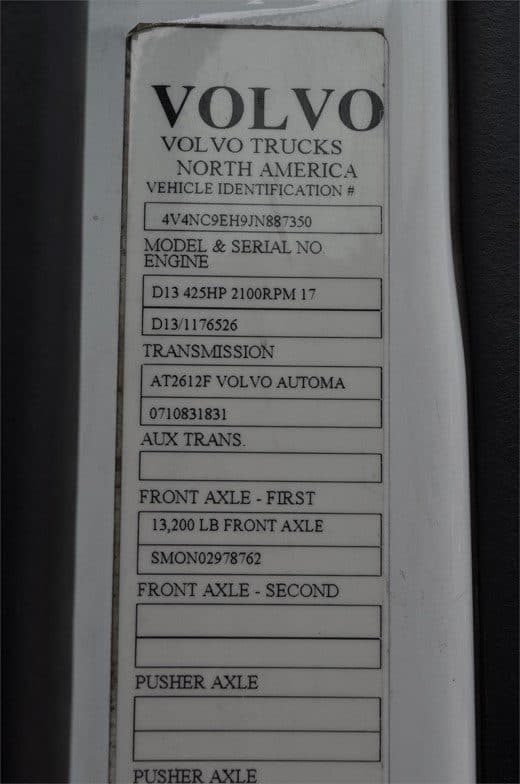 VOLVO
VOLVO TRUCKS
NORTH AMERICA
VEHICLE IDENTIFICATION #
4V4NC9EH9JN887350
MODEL & SERIAL NO.
ENGINE
D13 425HP 2100RPM 17
D13/1176526
TRANSMISSION
AT2612F VOLVO AUTOMA
0710831831
AUX TRANS.
FRONT AXLE - FIRST
13,200 LB FRONT AXLE
SMON02978762
FRONT AXLE - SECOND
PUSHER AXLE
PUSHER AXLE